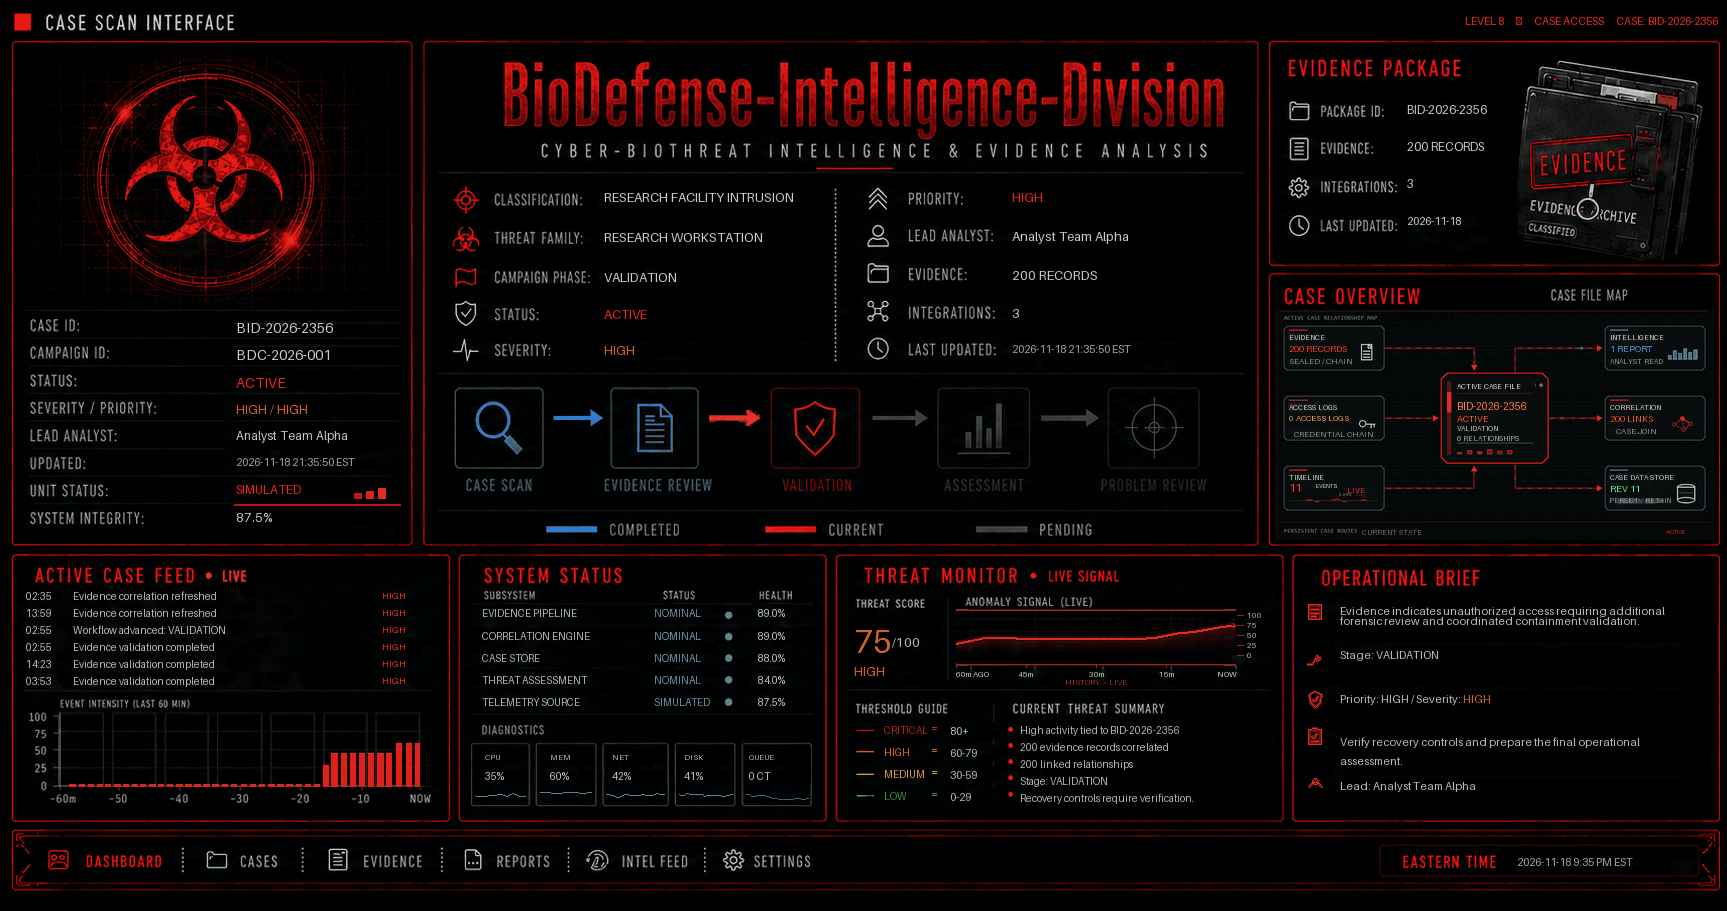 CASE SCAN INTERFACE
LEVEL 8 CASE ACCESS CASE: BID-2026-2356
CASE ID: BID-2026-2356
CAMPAIGN ID: BDC-2026-001
STATUS: ACTIVE
SEVERITY / PRIORITY: HIGH / HIGH
LEAD ANALYST: Analyst Team Alpha
UPDATED: 2026-11-18 21:35:50 EST
UNIT STATUS: SIMULATED
SYSTEM INTEGRITY: 87.5%
BioDefense-Intelligence-Division
CYBER-BIOTHREAT INTELLIGENCE & EVIDENCE ANALYSIS
CLASSIFICATION: RESEARCH FACILITY INTRUSION
THREAT FAMILY: RESEARCH WORKSTATION
CAMPAIGN PHASE: VALIDATION
STATUS: ACTIVE
SEVERITY: HIGH
PRIORITY: HIGH
LEAD ANALYST: Analyst Team Alpha
EVIDENCE: 200 RECORDS
INTEGRATIONS: 3
LAST UPDATED: 2026-11-18 21:35:50 EST
CASE SCAN EVIDENCE REVIEW VALIDATION ASSESSMENT PROBLEM REVIEW
COMPLETED CURRENT PENDING
EVIDENCE PACKAGE
PACKAGE ID: BID-2026-2356
EVIDENCE: 200 RECORDS
INTEGRATIONS: 3
LAST UPDATED: 2026-11-18
EVIDENCE
CLASSIFIED
CASE OVERVIEW CASE FILE MAP
ACTIVE CASE RELATIONSHIP MAP
EVIDENCE
200 RECORDS
SEALED / CHAIN
ACCESS LOGS
0 ACCESS LOGS
CREDENTIAL CHAIN
TIMELINE
11 EVENTS LIVE
ACTIVE CASE FILE
BID-2026-2356
ACTIVE
VALIDATION
6 RELATIONSHIPS
INTELLIGENCE
1 REPORT
ANALYST READ
CORRELATION
200 LINKS
CASE JOIN
CASE DATASTORE
REV 11
PERSISTENT CASE ROUTES CURRENT STATE ACTIVE
ACTIVE CASE FEED • LIVE
02:35 Evidence correlation refreshed HIGH
13:59 Evidence correlation refreshed HIGH
02:55 Workflow advanced: VALIDATION HIGH
02:55 Evidence validation completed HIGH
14:23 Evidence validation completed HIGH
03:53 Evidence validation completed HIGH
EVENT INTENSITY (LAST 60 MIN)
100
75
50
25
0
-60m -50 -40 -30 -20 -10 NOW
SYSTEM STATUS
SUBSYSTEM STATUS HEALTH
EVIDENCE PIPELINE NOMINAL 89.0%
CORRELATION ENGINE NOMINAL 89.0%
CASE STORE NOMINAL 88.0%
THREAT ASSESSMENT NOMINAL 84.0%
TELEMETRY SOURCE SIMULATED 87.5%
DIAGNOSTICS
CPU MEM NET DISK QUEUE
35% 60% 42% 41% 0 CT
THREAT MONITOR • LIVE SIGNAL
THREAT SCORE
75/100
HIGH
ANOMALY SIGNAL (LIVE)
100
75
50
25
0
60m AGO 45m 30m 15m NOW
HISTORY > LIVE
THRESHOLD GUIDE
CRITICAL = 80+
HIGH = 60-79
MEDIUM = 30-59
LOW = 0-29
CURRENT THREAT SUMMARY
• High activity tied to BID-2026-2356
• 200 evidence records correlated
• 200 linked relationships
• Stage: VALIDATION
• Recovery controls require verification.
OPERATIONAL BRIEF
Evidence indicates unauthorized access requiring additional
forensic review and coordinated containment validation.
Stage: VALIDATION
Priority: HIGH / Severity: HIGH
Verify recovery controls and prepare the final operational
assessment.
Lead: Analyst Team Alpha
DASHBOARD CASES EVIDENCE REPORTS INTEL FEED SETTINGS
EASTERN TIME 2026-11-18 9:35 PM EST